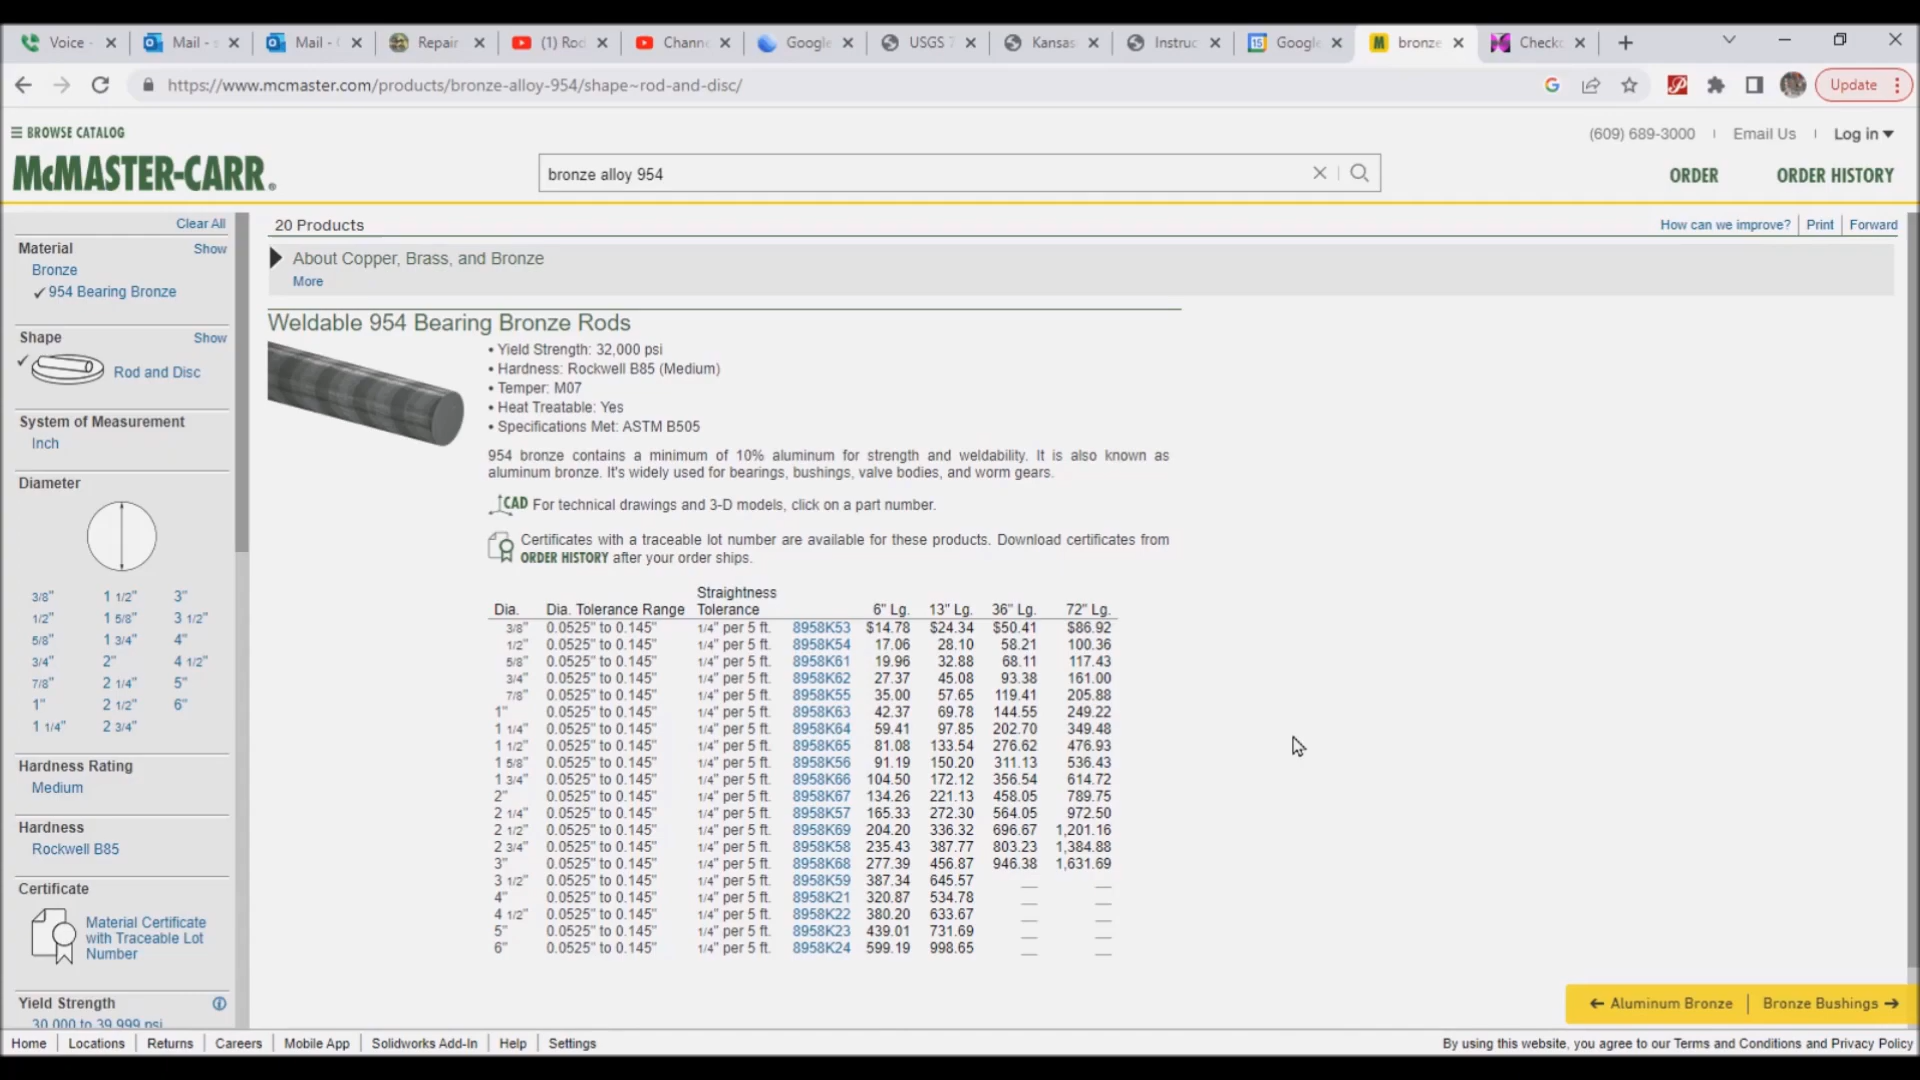 Voice -
Mail - s
Mail - (
Repair
(1) Roc
Chann
Google
USGS 7
Kansas
Instruc
15 Google
M bronze
Checkc
https://www.mcmaster.com/products/bronze-alloy-954/shape~rod-and-disc/
Update
BROWSE CATALOG
(609) 689-3000
Email Us
Log in
McMASTER-CARR®
bronze alloy 954
ORDER
ORDER HISTORY
Clear All
Material Show
Bronze
954 Bearing Bronze
Shape Show
Rod and Disc
System of Measurement
Inch
Diameter
3/8" 1 1/2" 3"
1/2" 1 5/8" 3 1/2"
5/8" 1 3/4" 4"
3/4" 2" 4 1/2"
7/8" 2 1/4" 5"
1" 2 1/2" 6"
1 1/4" 2 3/4"
Hardness Rating
Medium
Hardness
Rockwell B85
Certificate
Material Certificate
with Traceable Lot
Number
Yield Strength
30,000 to 39,999 psi
20 Products
How can we improve? Print Forward
About Copper, Brass, and Bronze
More
Weldable 954 Bearing Bronze Rods
• Yield Strength: 32,000 psi
• Hardness: Rockwell B85 (Medium)
• Temper: M07
• Heat Treatable: Yes
• Specifications Met: ASTM B505
954 bronze contains a minimum of 10% aluminum for strength and weldability. It is also known as
aluminum bronze. It's widely used for bearings, bushings, valve bodies, and worm gears.
CAD For technical drawings and 3-D models, click on a part number.
Certificates with a traceable lot number are available for these products. Download certificates from
ORDER HISTORY after your order ships.
Straightness
Dia. Dia. Tolerance Range Tolerance 6" Lg. 13" Lg. 36" Lg. 72" Lg.
3/8" 0.0525" to 0.145" 1/4" per 5 ft. 8958K53 $14.78 $24.34 $50.41 $86.92
1/2" 0.0525" to 0.145" 1/4" per 5 ft. 8958K54 17.06 28.10 58.21 100.36
5/8" 0.0525" to 0.145" 1/4" per 5 ft. 8958K61 19.96 32.88 68.11 117.43
3/4" 0.0525" to 0.145" 1/4" per 5 ft. 8958K62 27.37 45.08 93.38 161.00
7/8" 0.0525" to 0.145" 1/4" per 5 ft. 8958K55 35.00 57.65 119.41 205.88
1" 0.0525" to 0.145" 1/4" per 5 ft. 8958K63 42.37 69.78 144.55 249.22
1 1/4" 0.0525" to 0.145" 1/4" per 5 ft. 8958K64 59.41 97.85 202.70 349.48
1 1/2" 0.0525" to 0.145" 1/4" per 5 ft. 8958K65 81.08 133.54 276.62 476.93
1 5/8" 0.0525" to 0.145" 1/4" per 5 ft. 8958K56 91.19 150.20 311.13 536.43
1 3/4" 0.0525" to 0.145" 1/4" per 5 ft. 8958K66 104.50 172.12 356.54 614.72
2" 0.0525" to 0.145" 1/4" per 5 ft. 8958K67 134.26 221.13 458.05 789.75
2 1/4" 0.0525" to 0.145" 1/4" per 5 ft. 8958K57 165.33 272.30 564.05 972.50
2 1/2" 0.0525" to 0.145" 1/4" per 5 ft. 8958K69 204.20 336.32 696.67 1,201.16
2 3/4" 0.0525" to 0.145" 1/4" per 5 ft. 8958K58 235.43 387.77 803.23 1,384.88
3" 0.0525" to 0.145" 1/4" per 5 ft. 8958K68 277.39 456.87 946.38 1,631.69
3 1/2" 0.0525" to 0.145" 1/4" per 5 ft. 8958K59 387.34 645.57 __ __
4" 0.0525" to 0.145" 1/4" per 5 ft. 8958K21 320.87 534.78 __ __
4 1/2" 0.0525" to 0.145" 1/4" per 5 ft. 8958K22 380.20 633.67 __ __
5" 0.0525" to 0.145" 1/4" per 5 ft. 8958K23 439.01 731.69 __ __
6" 0.0525" to 0.145" 1/4" per 5 ft. 8958K24 599.19 998.65 __ __
← Aluminum Bronze | Bronze Bushings →
Home Locations Returns Careers Mobile App Solidworks Add-In Help Settings
By using this website, you agree to our Terms and Conditions and Privacy Policy